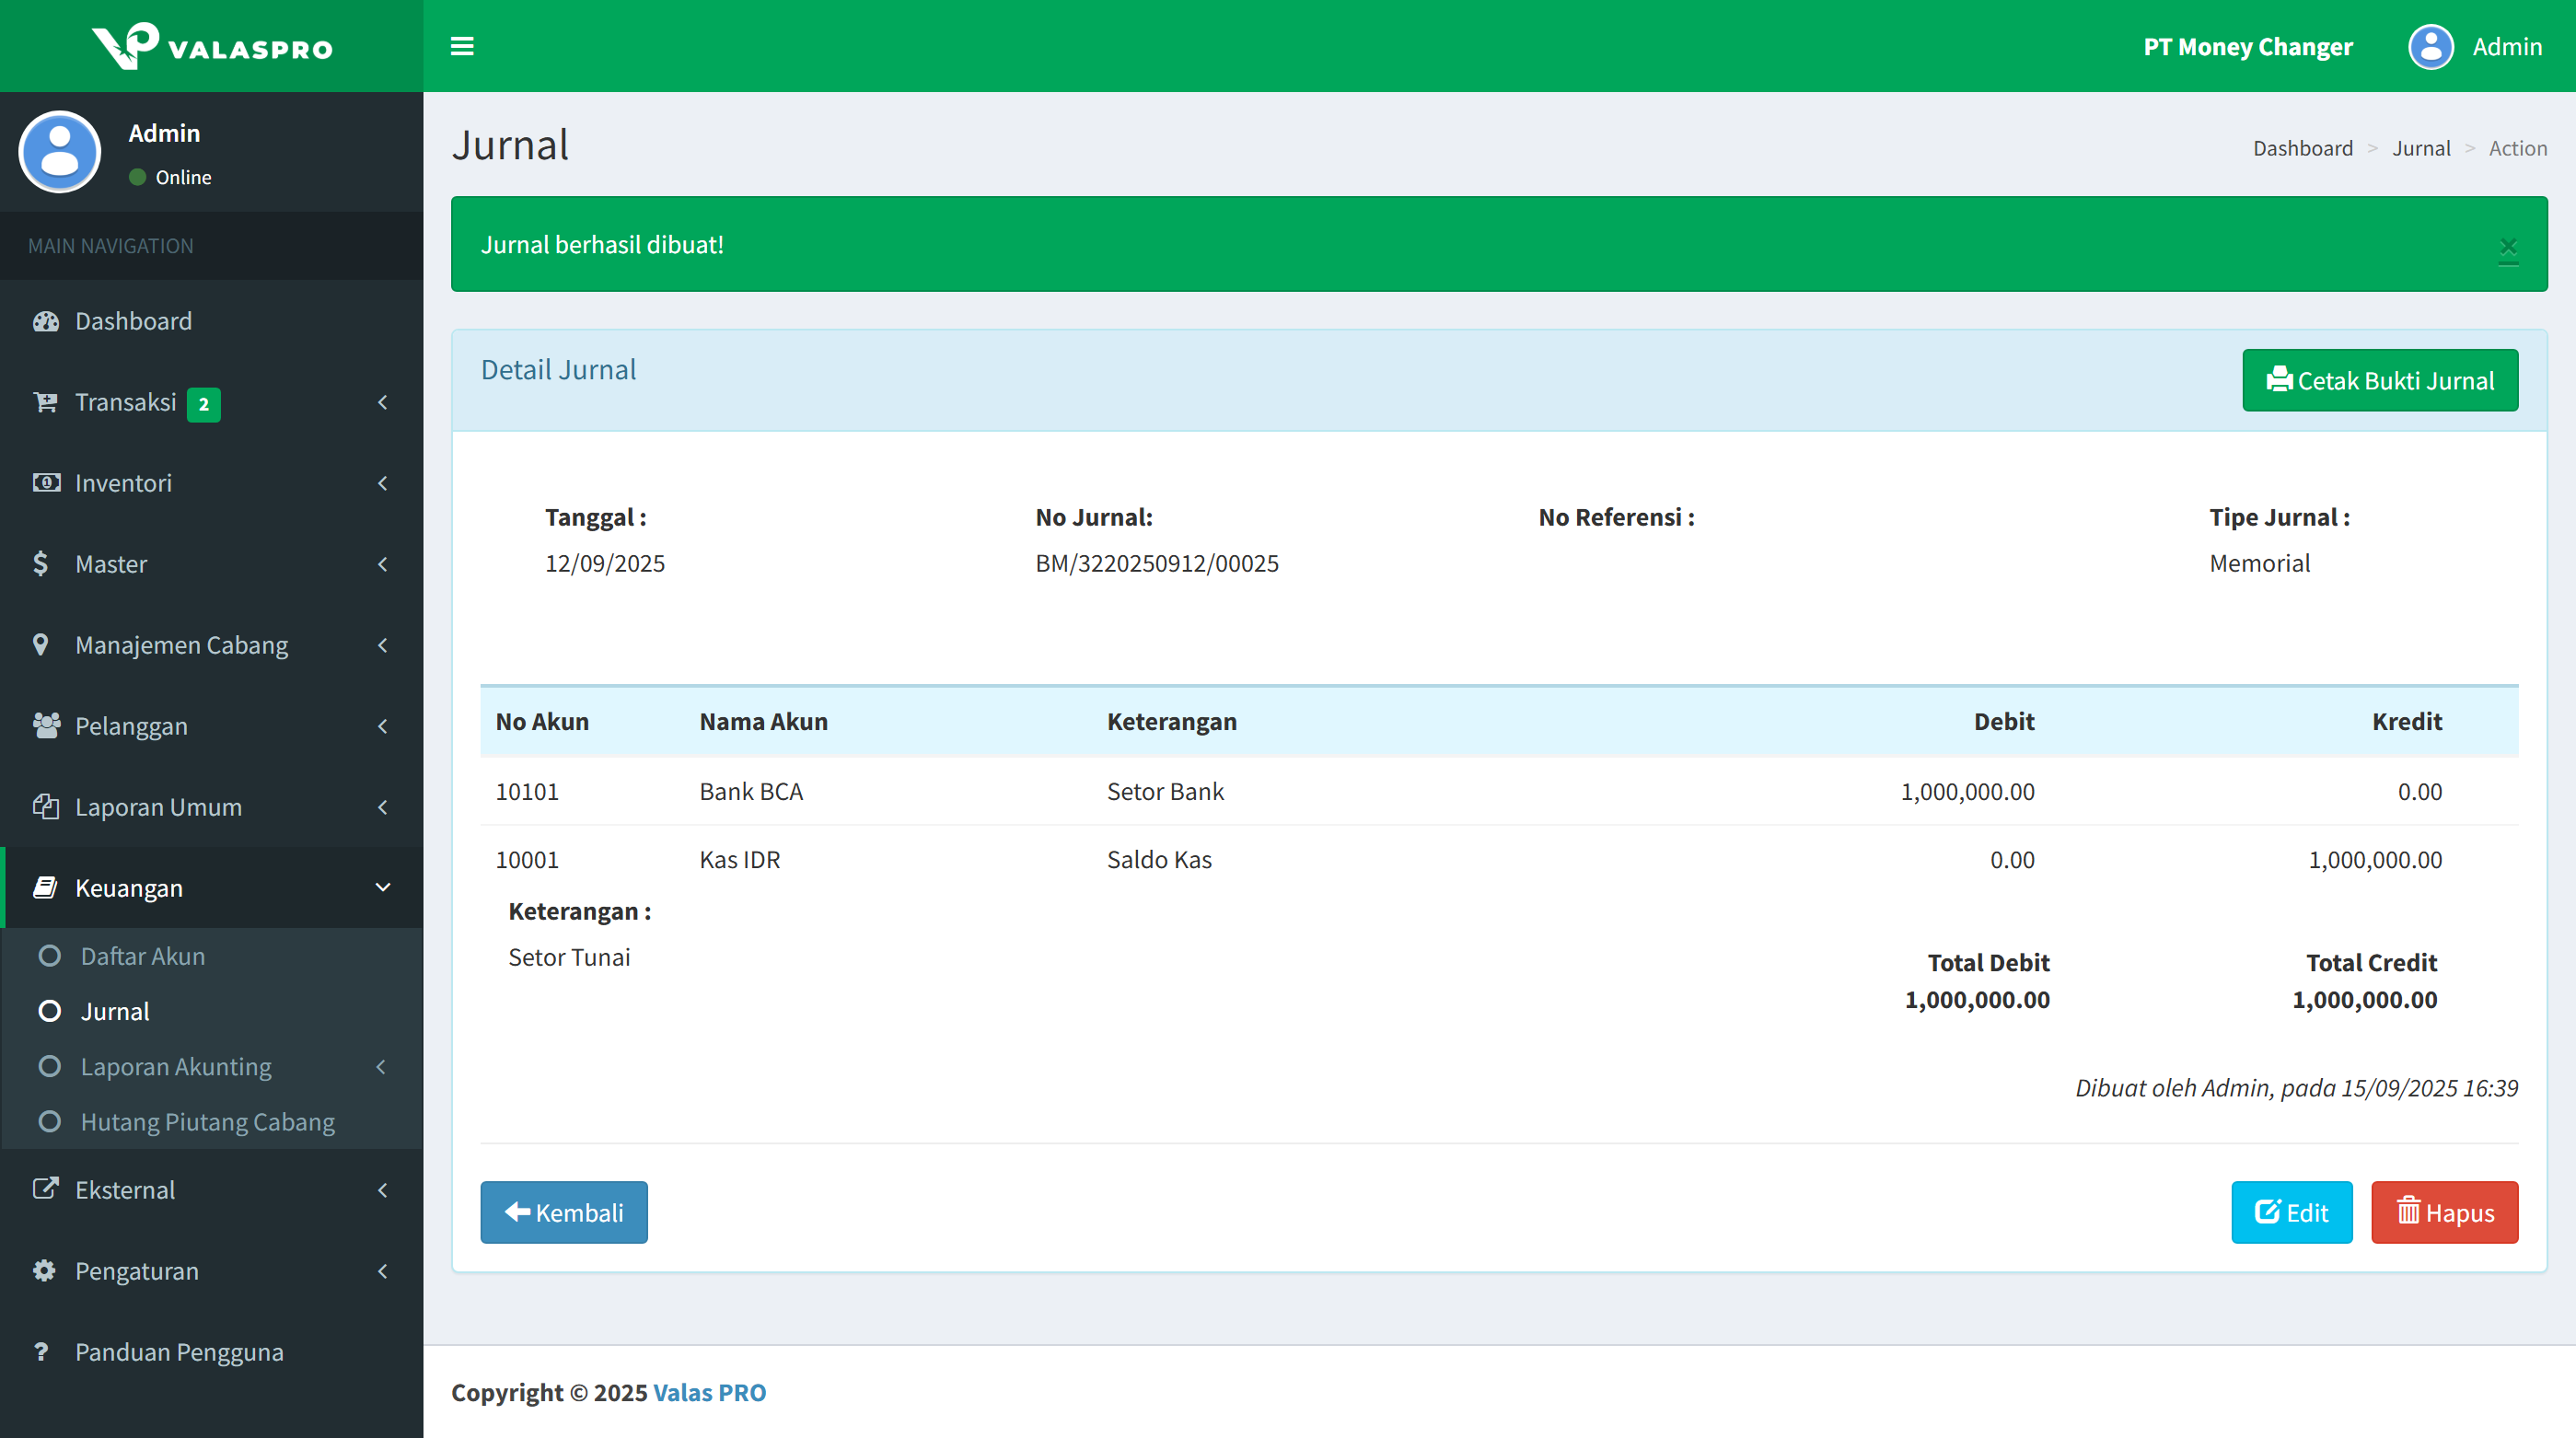 VALASPRO
PT Money Changer
Admin
Admin
Online
MAIN NAVIGATION
Dashboard
Transaksi 2
Inventori
Master
Manajemen Cabang
Pelanggan
Laporan Umum
Keuangan
Daftar Akun
Jurnal
Laporan Akunting
Hutang Piutang Cabang
Eksternal
Pengaturan
Panduan Pengguna
Jurnal
Dashboard > Jurnal > Action
Jurnal berhasil dibuat!
×
Detail Jurnal
Cetak Bukti Jurnal
Tanggal : No Jurnal: No Referensi : Tipe Jurnal :
12/09/2025 BM/3220250912/00025 Memorial
No Akun Nama Akun Keterangan Debit Kredit
10101 Bank BCA Setor Bank 1,000,000.00 0.00
10001 Kas IDR Saldo Kas 0.00 1,000,000.00
Keterangan :
Setor Tunai
Total Debit Total Credit
1,000,000.00 1,000,000.00
Dibuat oleh Admin, pada 15/09/2025 16:39
Kembali
Edit
Hapus
Copyright © 2025 Valas PRO